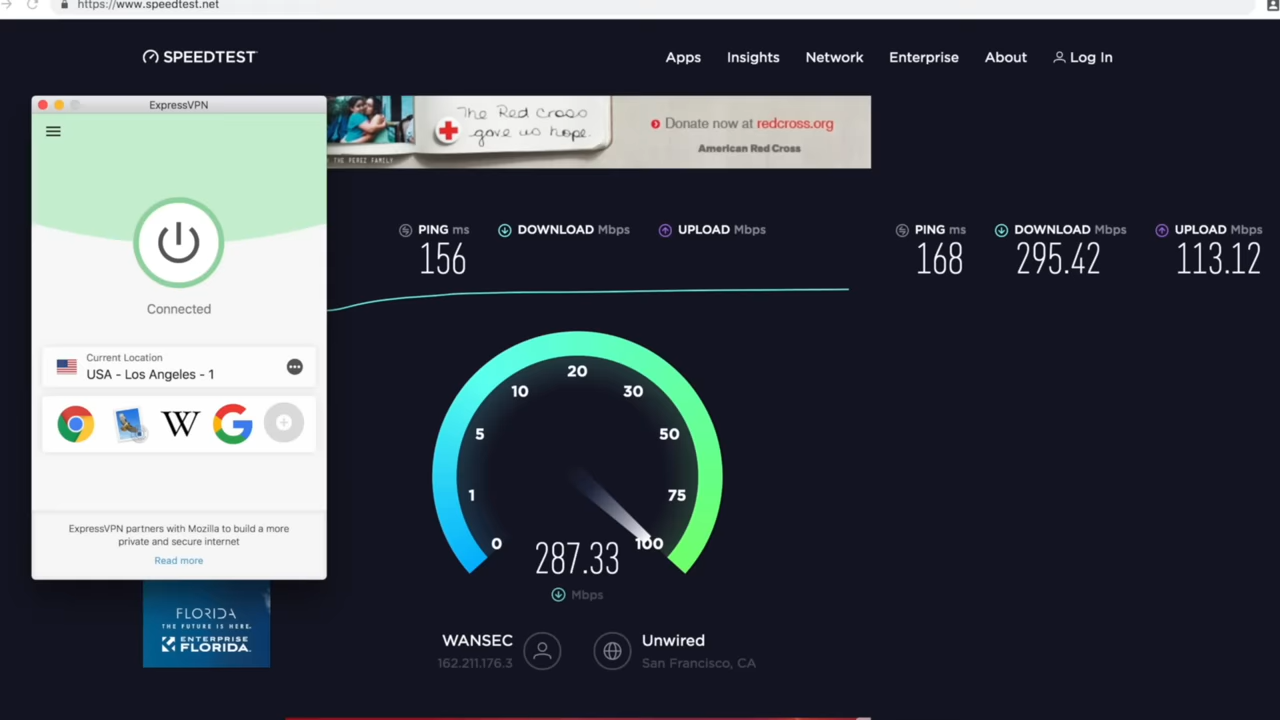 https://www.speedtest.net
SPEEDTEST
Apps
Insights
Network
Enterprise
About
Log In
ExpressVPN
The Red Cross
gave us hope.
THE PEREZ FAMILY
Donate now at redcross.org
American Red Cross
Connected
Current Location
USA - Los Angeles - 1
W
G
ExpressVPN partners with Mozilla to build a more
private and secure internet
Read more
PING ms
156
DOWNLOAD Mbps
UPLOAD Mbps
PING ms
168
DOWNLOAD Mbps
295.42
UPLOAD Mbps
113.12
0
1
5
10
20
30
50
75
100
287.33
Mbps
FLORIDA
THE FUTURE IS HERE.
ENTERPRISE
FLORIDA.
WANSEC
162.211.176.3
Unwired
San Francisco, CA